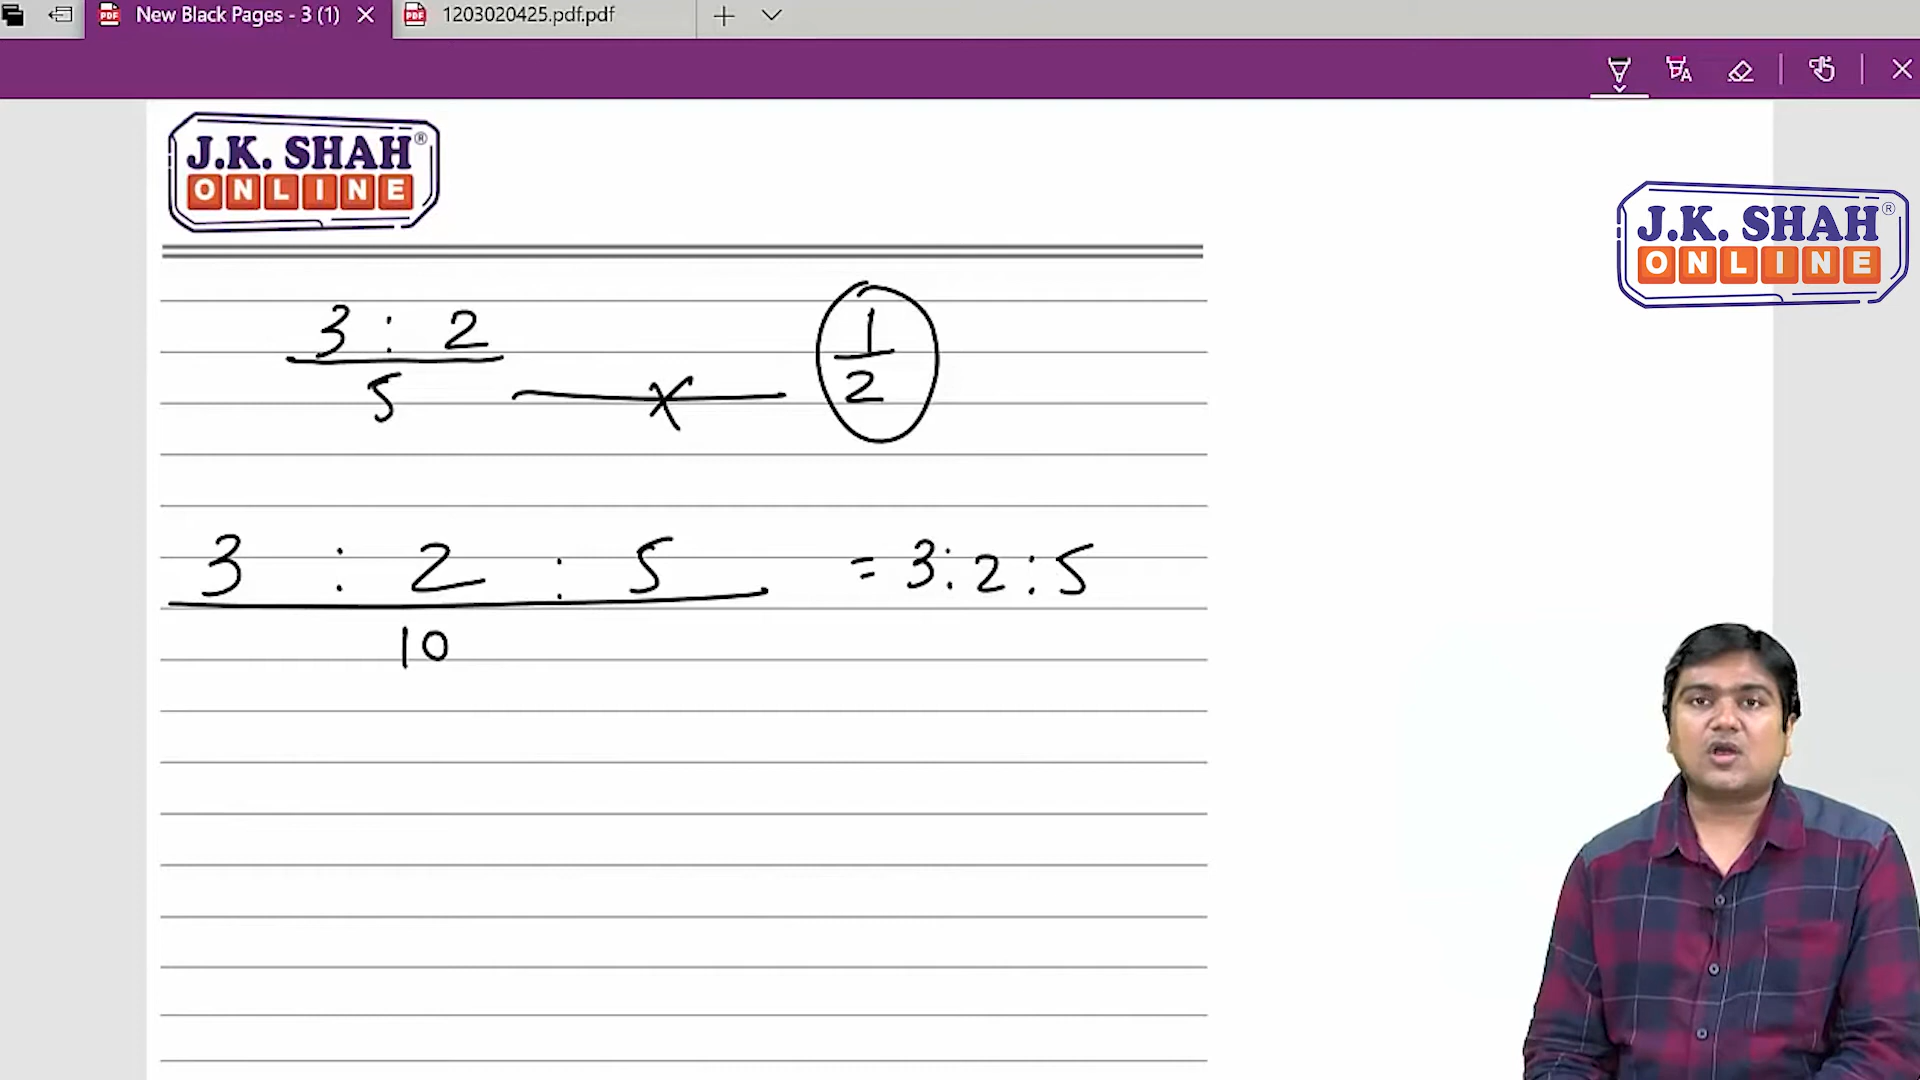 New Black Pages - 3 (1)
1203020425.pdf.pdf
J.K. SHAH®
ONLINE
J.K. SHAH®
ONLINE
3 : 2
5
x
1
2
3 : 2 : 5 = 3:2:5
10